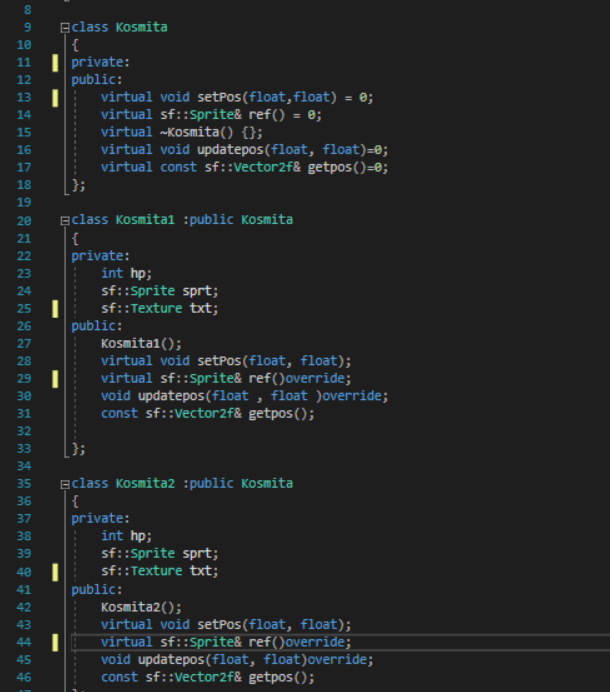 8
9 class Kosmita
10 {
11 private:
12 public:
13 virtual void setPos(float,float) = 0;
14 virtual sf::Sprite& ref() = 0;
15 virtual ~Kosmita() {};
16 virtual void updatepos(float, float)=0;
17 virtual const sf::Vector2f& getpos()=0;
18 };
19
20 class Kosmita1 :public Kosmita
21 {
22 private:
23 int hp;
24 sf::Sprite sprt;
25 sf::Texture txt;
26 public:
27 Kosmita1();
28 virtual void setPos(float, float);
29 virtual sf::Sprite& ref()override;
30 void updatepos(float , float )override;
31 const sf::Vector2f& getpos();
32
33 };
34
35 class Kosmita2 :public Kosmita
36 {
37 private:
38 int hp;
39 sf::Sprite sprt;
40 sf::Texture txt;
41 public:
42 Kosmita2();
43 virtual void setPos(float, float);
44 virtual sf::Sprite& ref()override;
45 void updatepos(float, float)override;
46 const sf::Vector2f& getpos();